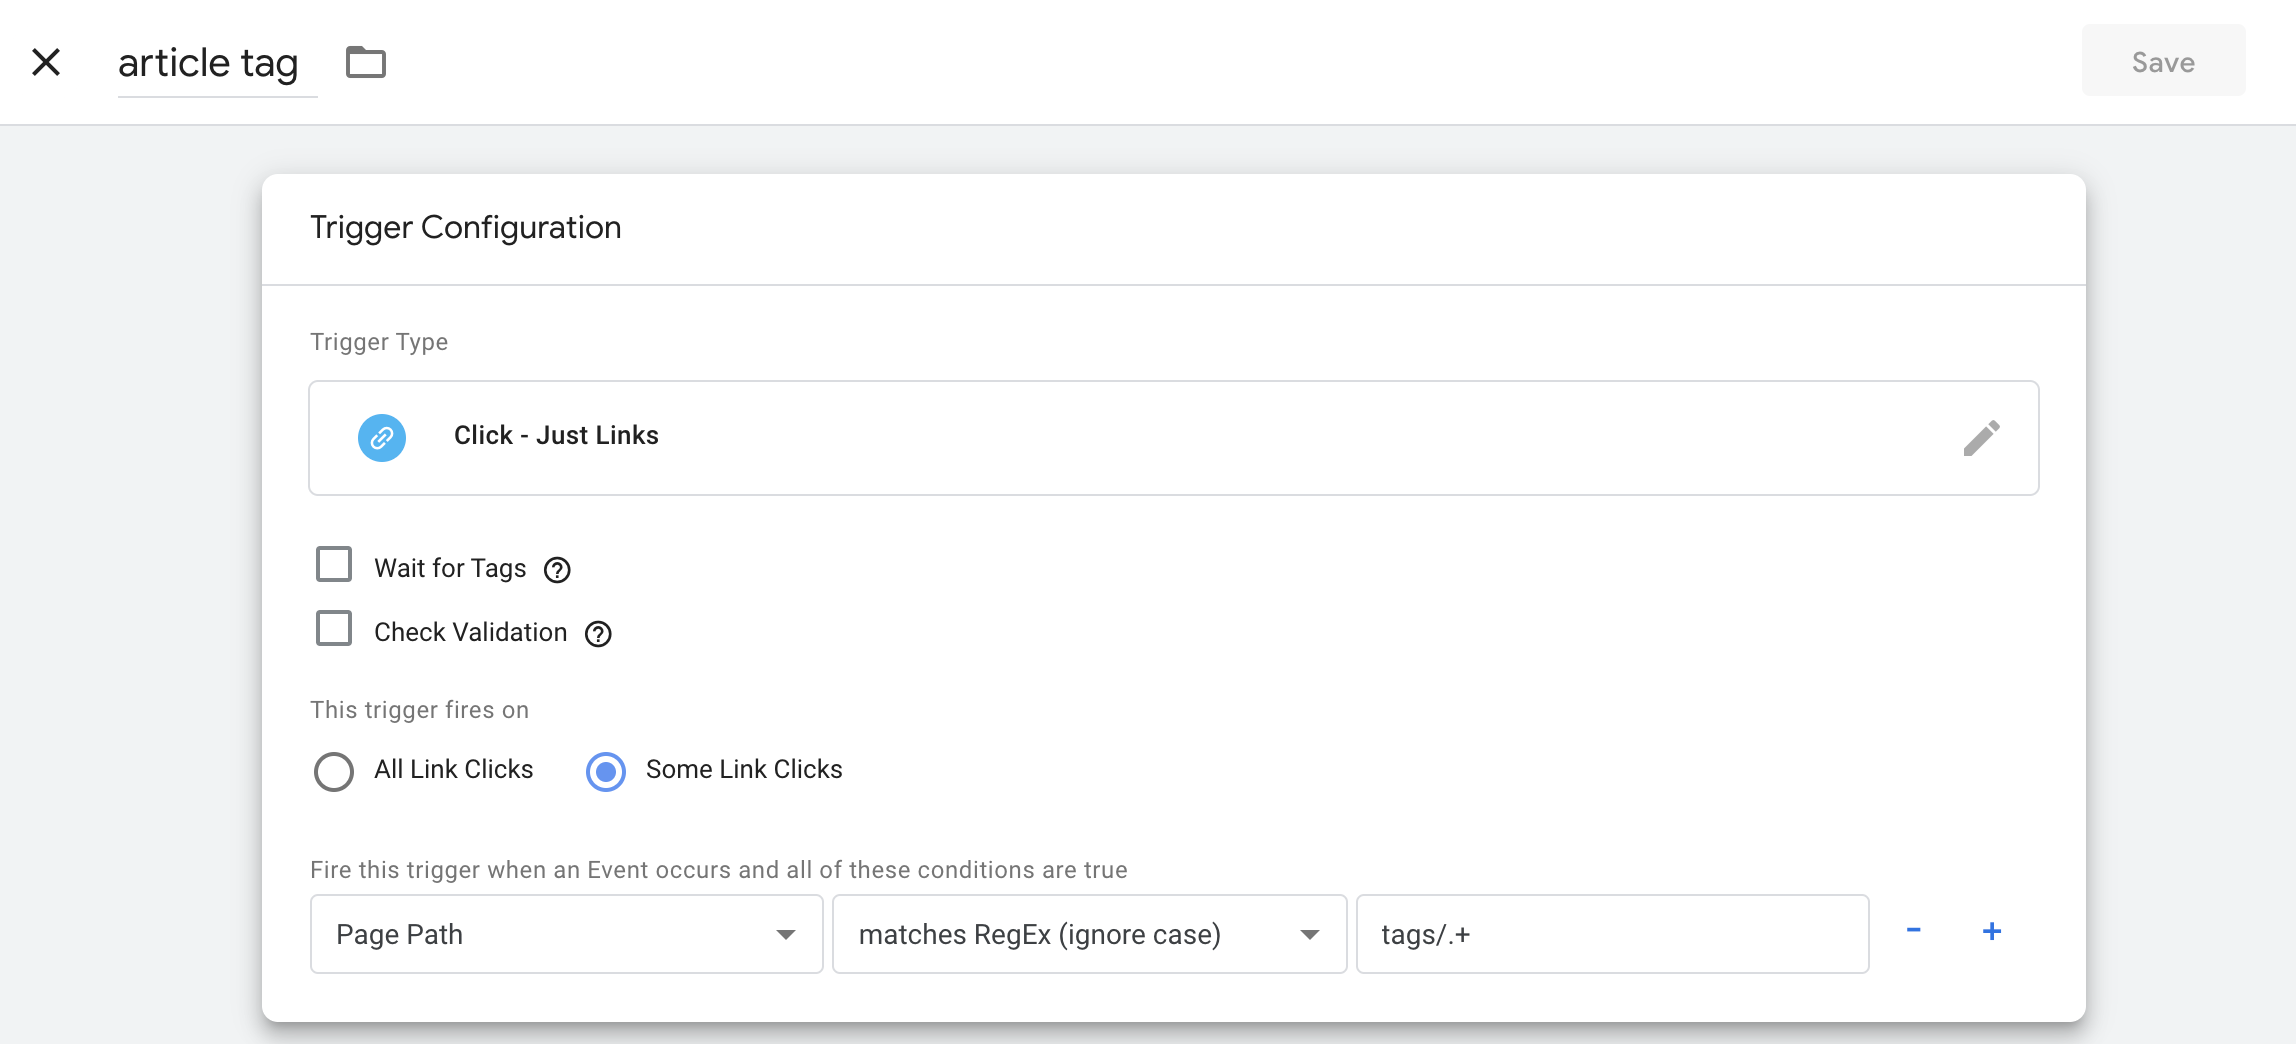 article tag
Save
Trigger Configuration
Trigger Type
Click - Just Links
Wait for Tags
Check Validation
This trigger fires on
All Link Clicks Some Link Clicks
Fire this trigger when an Event occurs and all of these conditions are true
Page Path matches RegEx (ignore case) tags/.+ - +